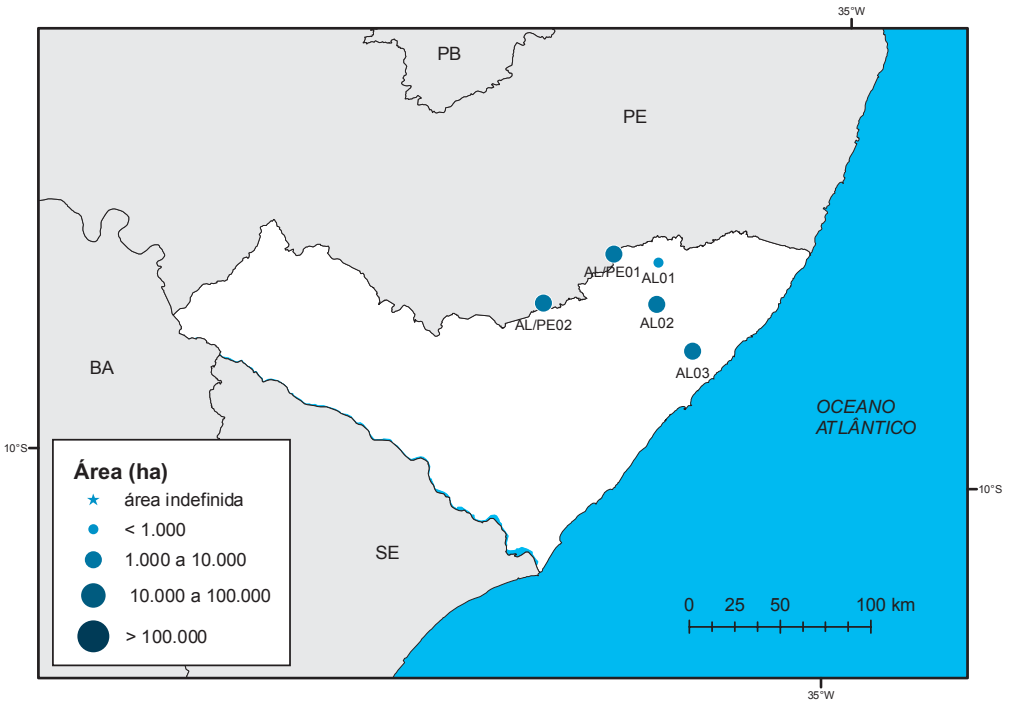 35°W
PB
PE
AL/PE01
AL01
AL/PE02
AL02
BA
AL03
OCEANO
ATLÂNTICO
10°S
10°S
Área (ha)
área indefinida
< 1.000
1.000 a 10.000
10.000 a 100.000
> 100.000
SE
0 25 50 100 km
35°W